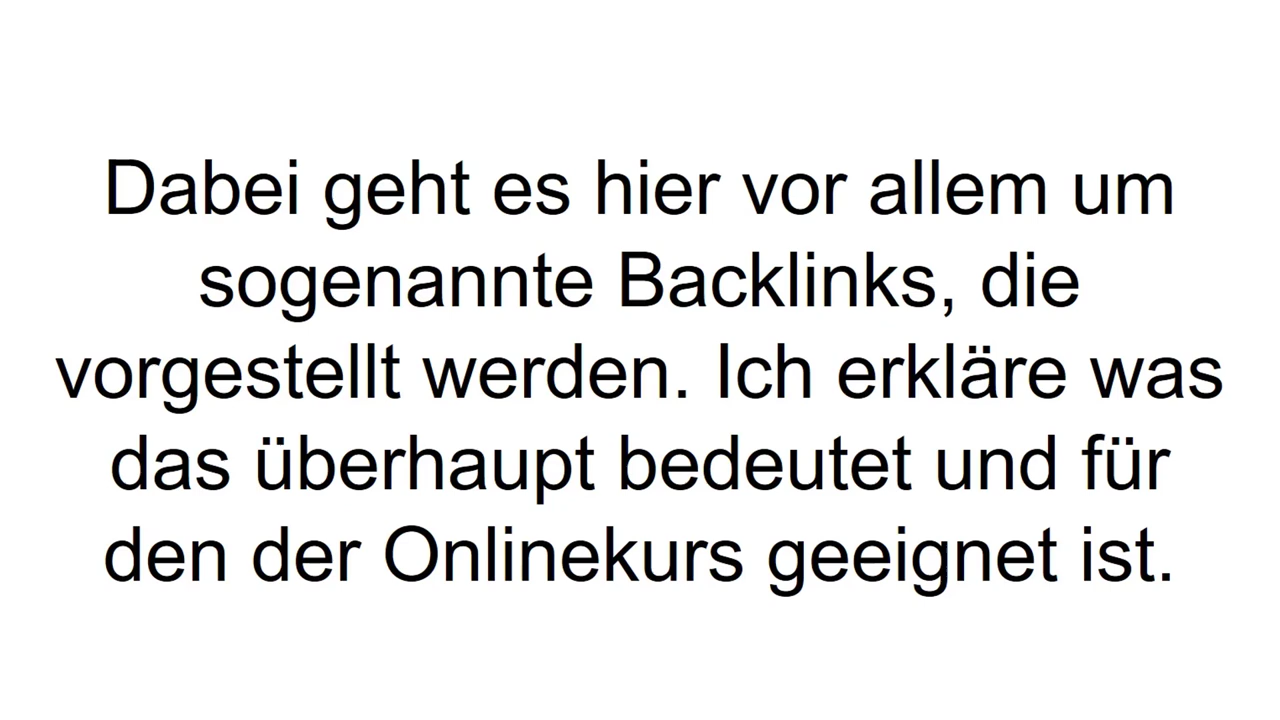 Dabei geht es hier vor allem um
sogenannte Backlinks, die
vorgestellt werden. Ich erkläre was
das überhaupt bedeutet und für
den der Onlinekurs geeignet ist.